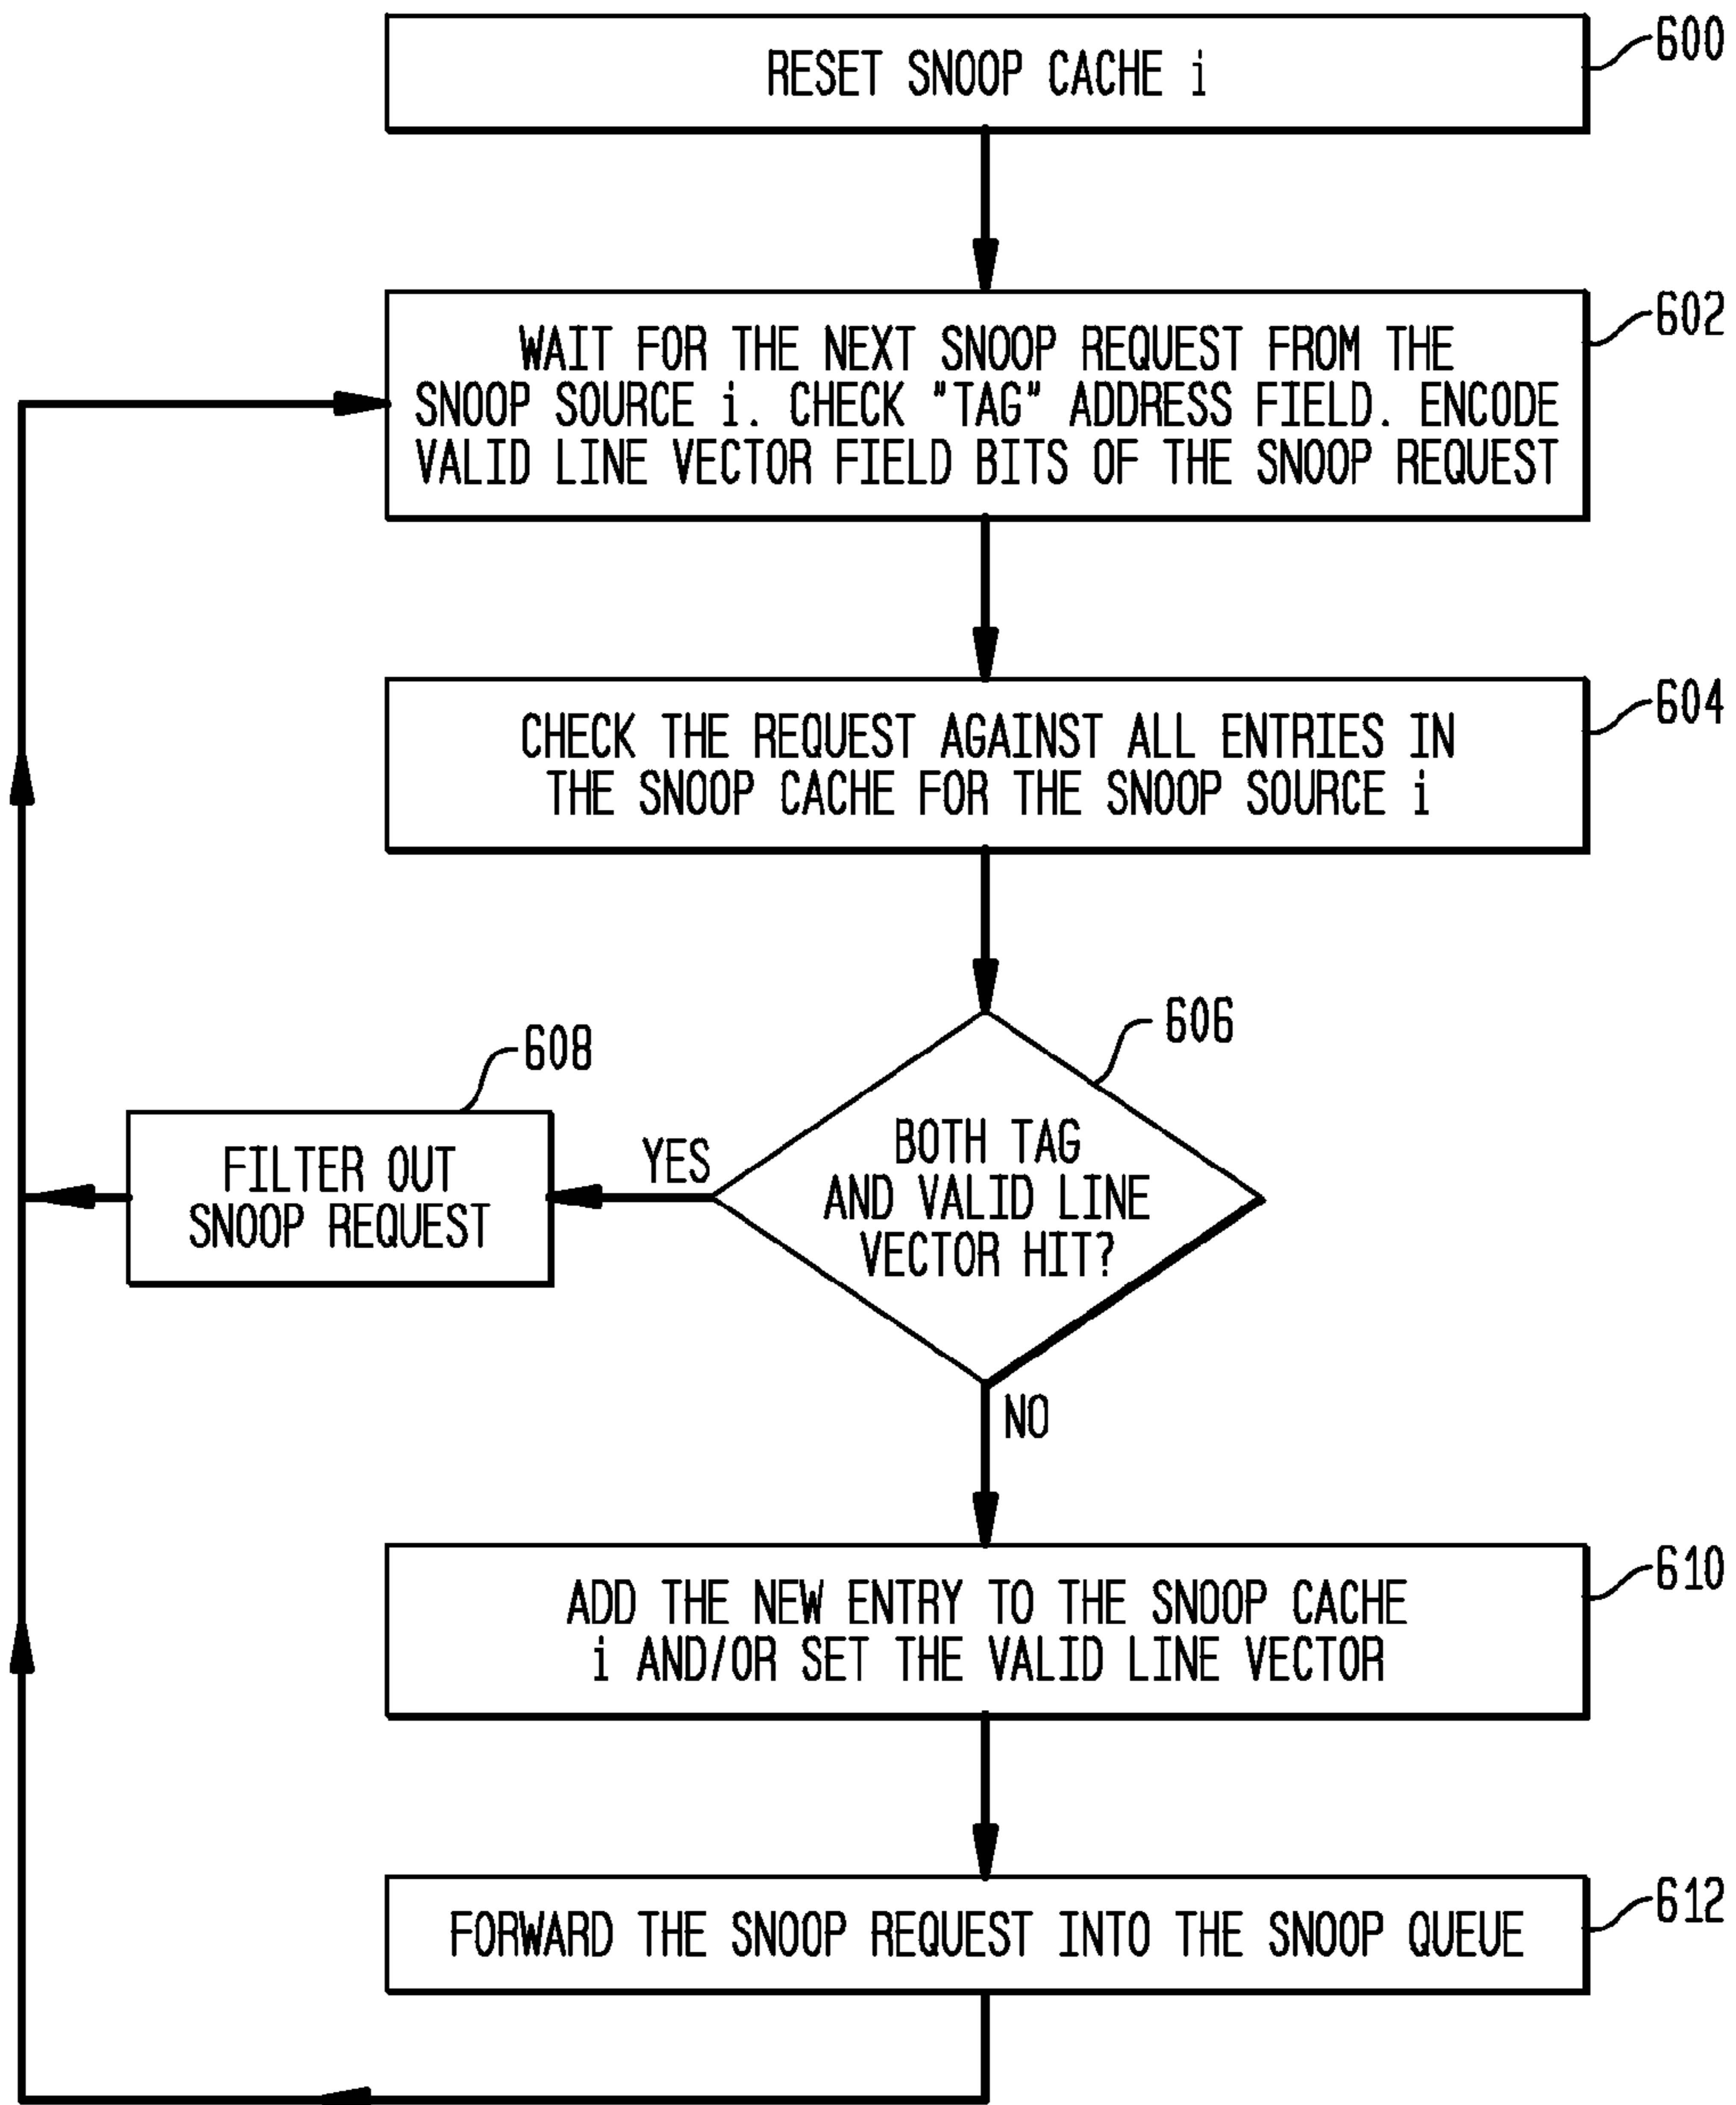 RESET SNOOP CACHE i
600
WAIT FOR THE NEXT SNOOP REQUEST FROM THE
SNOOP SOURCE i. CHECK "TAG" ADDRESS FIELD. ENCODE
VALID LINE VECTOR FIELD BITS OF THE SNOOP REQUEST
602
CHECK THE REQUEST AGAINST ALL ENTRIES IN
THE SNOOP CACHE FOR THE SNOOP SOURCE i
604
606
BOTH TAG
AND VALID LINE
VECTOR HIT?
YES
608
FILTER OUT
SNOOP REQUEST
NO
ADD THE NEW ENTRY TO THE SNOOP CACHE
i AND/OR SET THE VALID LINE VECTOR
610
FORWARD THE SNOOP REQUEST INTO THE SNOOP QUEUE
612